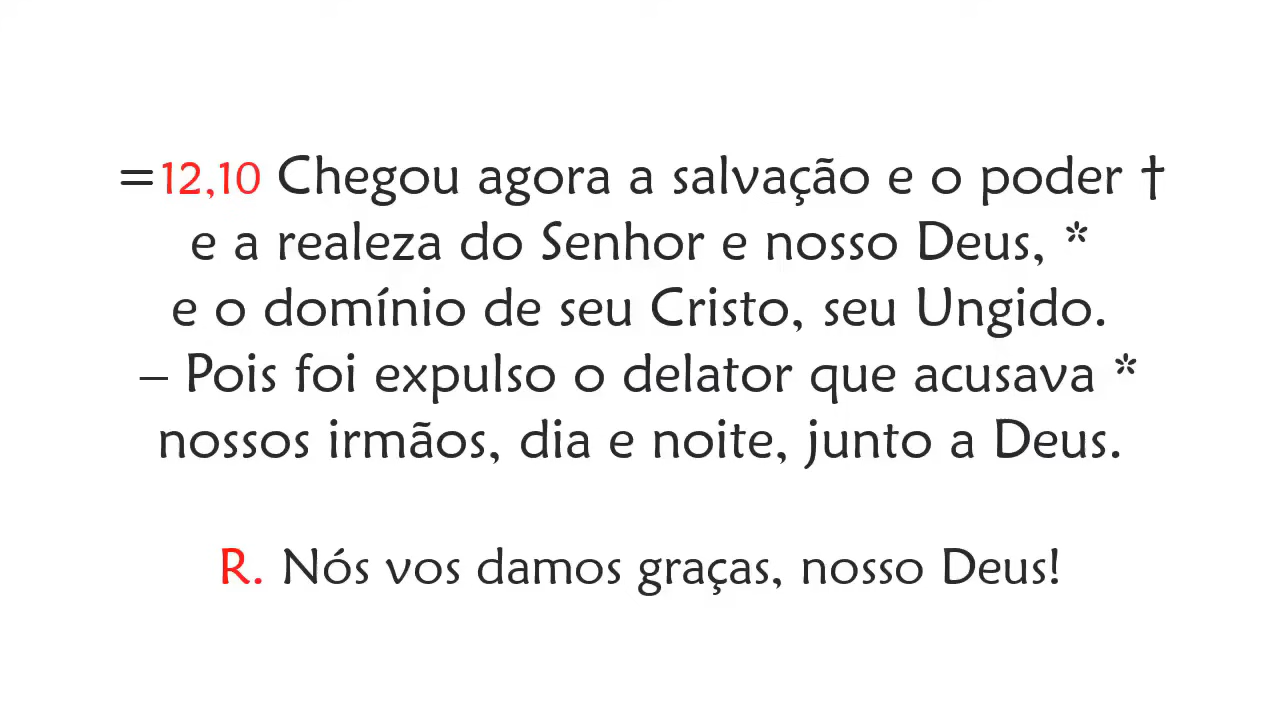 =12,10 Chegou agora a salvação e o poder †
e a realeza do Senhor e nosso Deus, *
e o domínio de seu Cristo, seu Ungido.
– Pois foi expulso o delator que acusava *
nossos irmãos, dia e noite, junto a Deus.
R. Nós vos damos graças, nosso Deus!